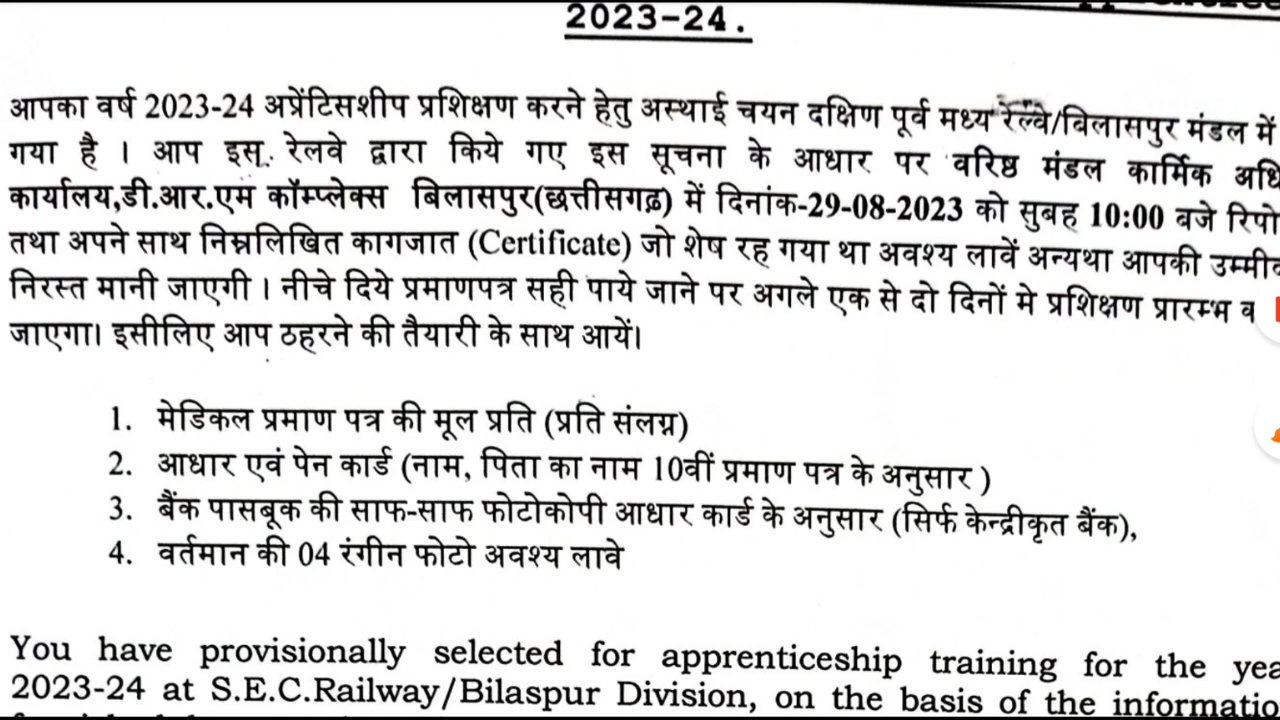 2023-24.
आपका वर्ष 2023-24 अप्रेंटिसशीप प्रशिक्षण करने हेतु अस्थाई चयन दक्षिण पूर्व मध्य रेल्वे/बिलासपुर मंडल में
गया है । आप इस. रेलवे द्वारा किये गए इस सूचना के आधार पर वरिष्ठ मंडल कार्मिक
कार्यालय,डी.आर.एम कॉम्प्लेक्स बिलासपुर(छत्तीसगढ़) में दिनांक-29-08-2023 को सुबह 10:00 बजे
तथा अपने साथ निम्नलिखित कागजात (Certificate) जो शेष रह गया था अवश्य लावें अन्यथा आपकी
निरस्त मानी जाएगी । नीचे दिये प्रमाणपत्र सही पाये जाने पर अगले एक से दो दिनों मे प्रशिक्षण प्रारम्भ
जाएगा। इसीलिए आप ठहरने की तैयारी के साथ आयें।
1. मेडिकल प्रमाण पत्र की मूल प्रति (प्रति संलग्न)
2. आधार एवं पेन कार्ड (नाम, पिता का नाम 10वीं प्रमाण पत्र के अनुसार )
3. बैंक पासबूक की साफ-साफ फोटोकोपी आधार कार्ड के अनुसार (सिर्फ केन्द्रीकृत बैंक),
4. वर्तमान की 04 रंगीन फोटो अवश्य लावे
You have provisionally selected for apprenticeship training for the
2023-24 at S.E.C.Railway/Bilaspur Division, on the basis of the